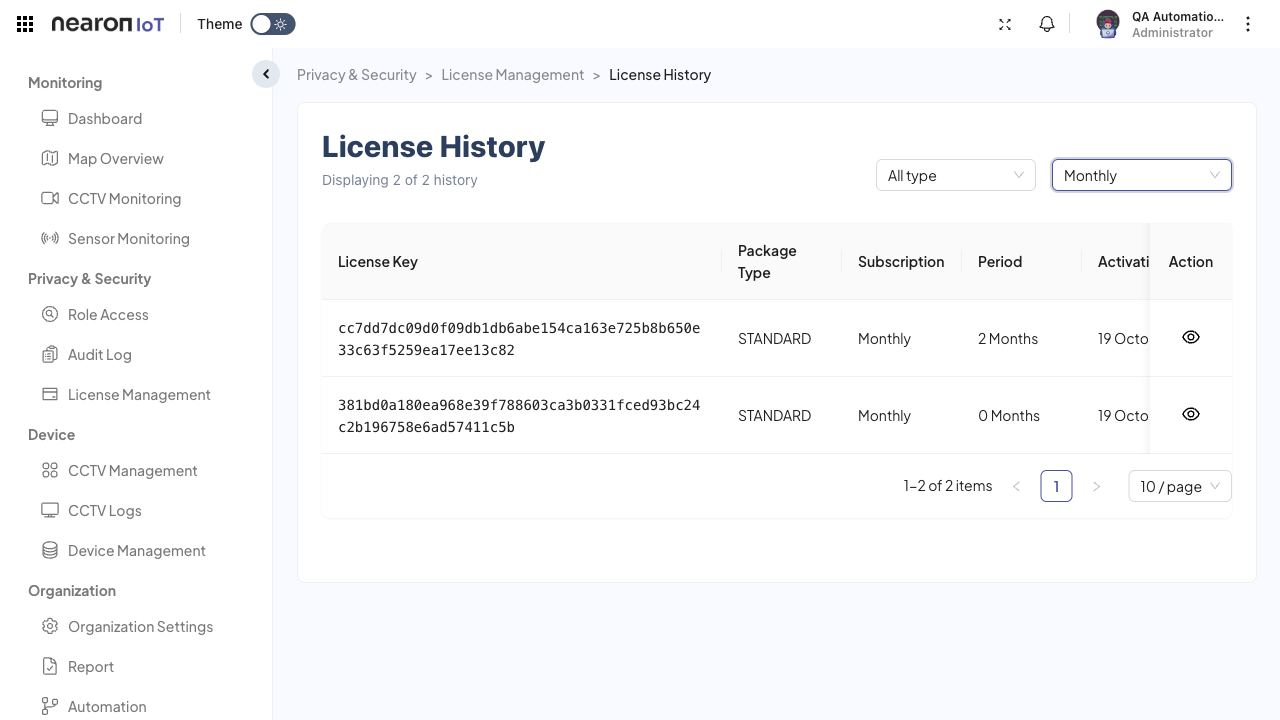 nearon IoT
Theme
QA Automatio...
Administrator
Monitoring
Dashboard
Map Overview
CCTV Monitoring
Sensor Monitoring
Privacy & Security
Role Access
Audit Log
License Management
Device
CCTV Management
CCTV Logs
Device Management
Organization
Organization Settings
Report
Automation
Privacy & Security > License Management > License History
License History
Displaying 2 of 2 history
All type
Monthly
License Key
Package
Type
Subscription
Period
Activati
Action
cc7dd7dc09d0f09db1db6abe154ca163e725b8b650e
33c63f5259ea17ee13c82
STANDARD
Monthly
2 Months
19 Octo
381bd0a180ea968e39f788603ca3b0331fced93bc24
c2b196758e6ad57411c5b
STANDARD
Monthly
0 Months
19 Octo
1-2 of 2 items
1
10 / page